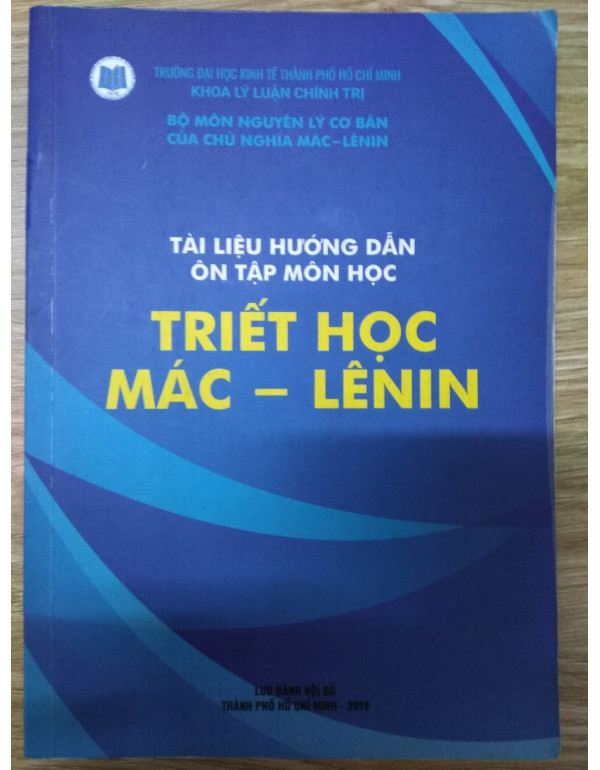 TRƯỜNG ĐẠI HỌC KINH TẾ THÀNH PHỐ HỒ CHÍ MINH
KHOA LÝ LUẬN CHÍNH TRỊ
BỘ MÔN NGUYÊN LÝ CƠ BẢN
CỦA CHỦ NGHĨA MÁC – LÊNIN
TÀI LIỆU HƯỚNG DẪN
ÔN TẬP MÔN HỌC
TRIẾT HỌC
MÁC – LÊNIN
LƯU HÀNH NỘI BỘ
THÀNH PHỐ HỒ CHÍ MINH - 2019